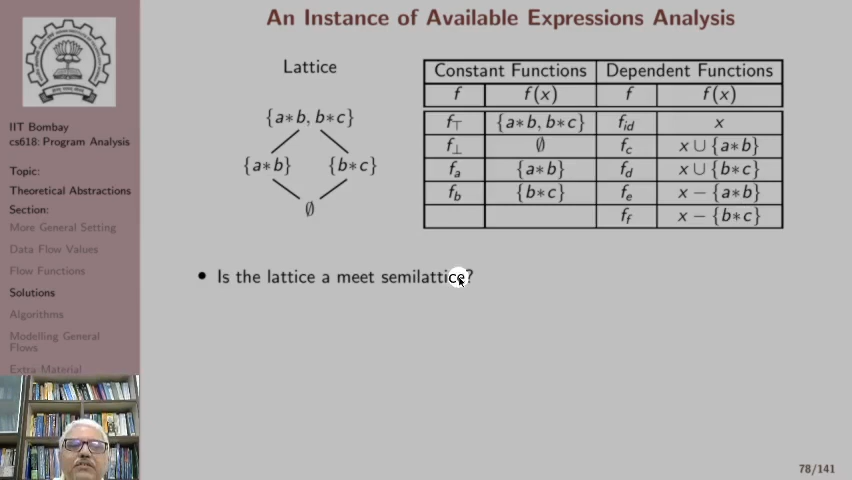 An Instance of Available Expressions Analysis
IIT Bombay
cs618: Program Analysis
Topic:
Theoretical Abstractions
Section:
More General Setting
Data Flow Values
Flow Functions
Solutions
Algorithms
Modelling General
Flows
Extra Material
Lattice
{a∗b, b∗c}
{a∗b} {b∗c}
∅
Constant Functions Dependent Functions
f f(x) f f(x)
f⊤ {a∗b, b∗c} fid x
f⊥ ∅ fc x ∪ {a∗b}
fa {a∗b} fd x ∪ {b∗c}
fb {b∗c} fe x − {a∗b}
ff x − {b∗c}
• Is the lattice a meet semilattice?
78/141